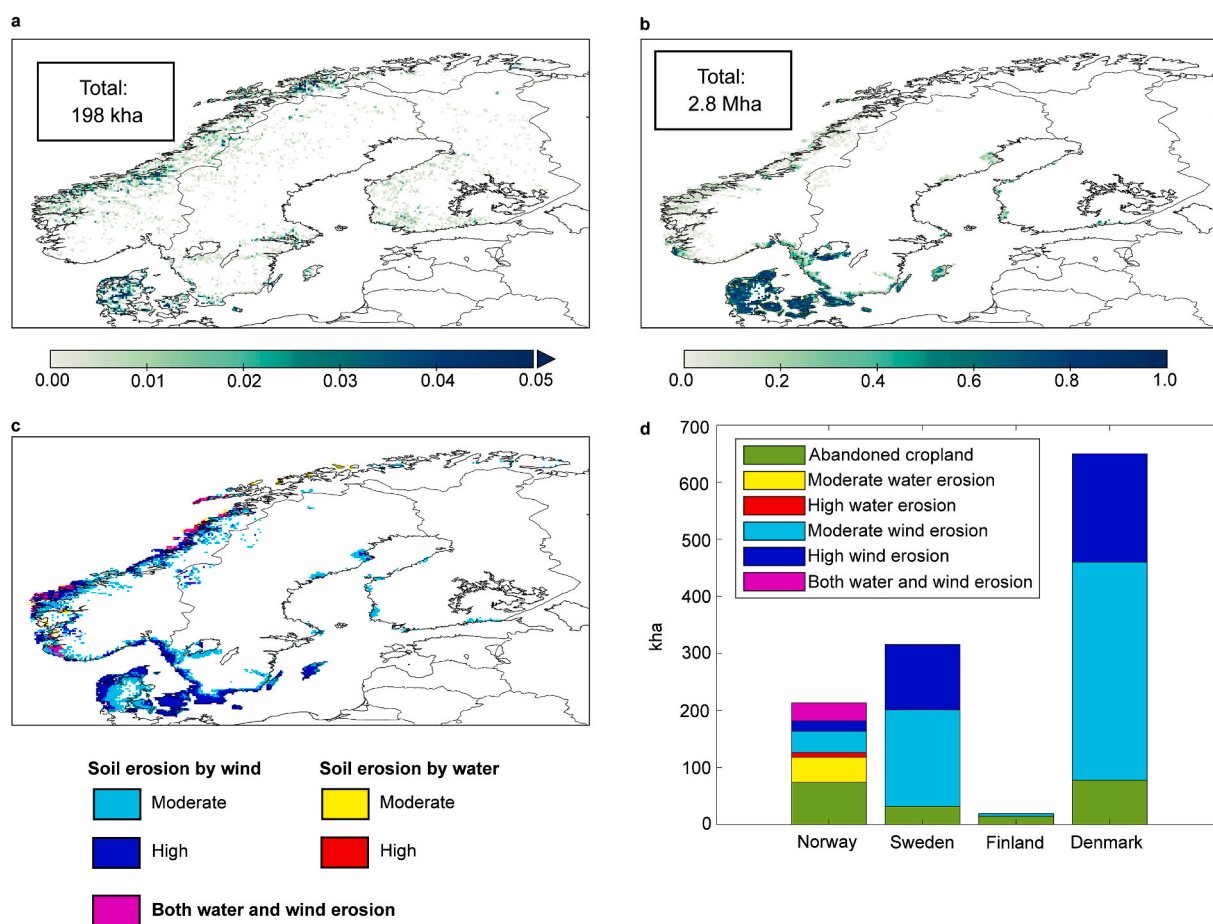 a
Total:
198 kha
0.00 0.01 0.02 0.03 0.04 0.05
b
Total:
2.8 Mha
0.0 0.2 0.4 0.6 0.8 1.0
c
Soil erosion by wind
Moderate
High
Soil erosion by water
Moderate
High
Both water and wind erosion
d
700
600
500
400
300
200
100
0
kha
Abandoned cropland
Moderate water erosion
High water erosion
Moderate wind erosion
High wind erosion
Both water and wind erosion
Norway Sweden Finland Denmark